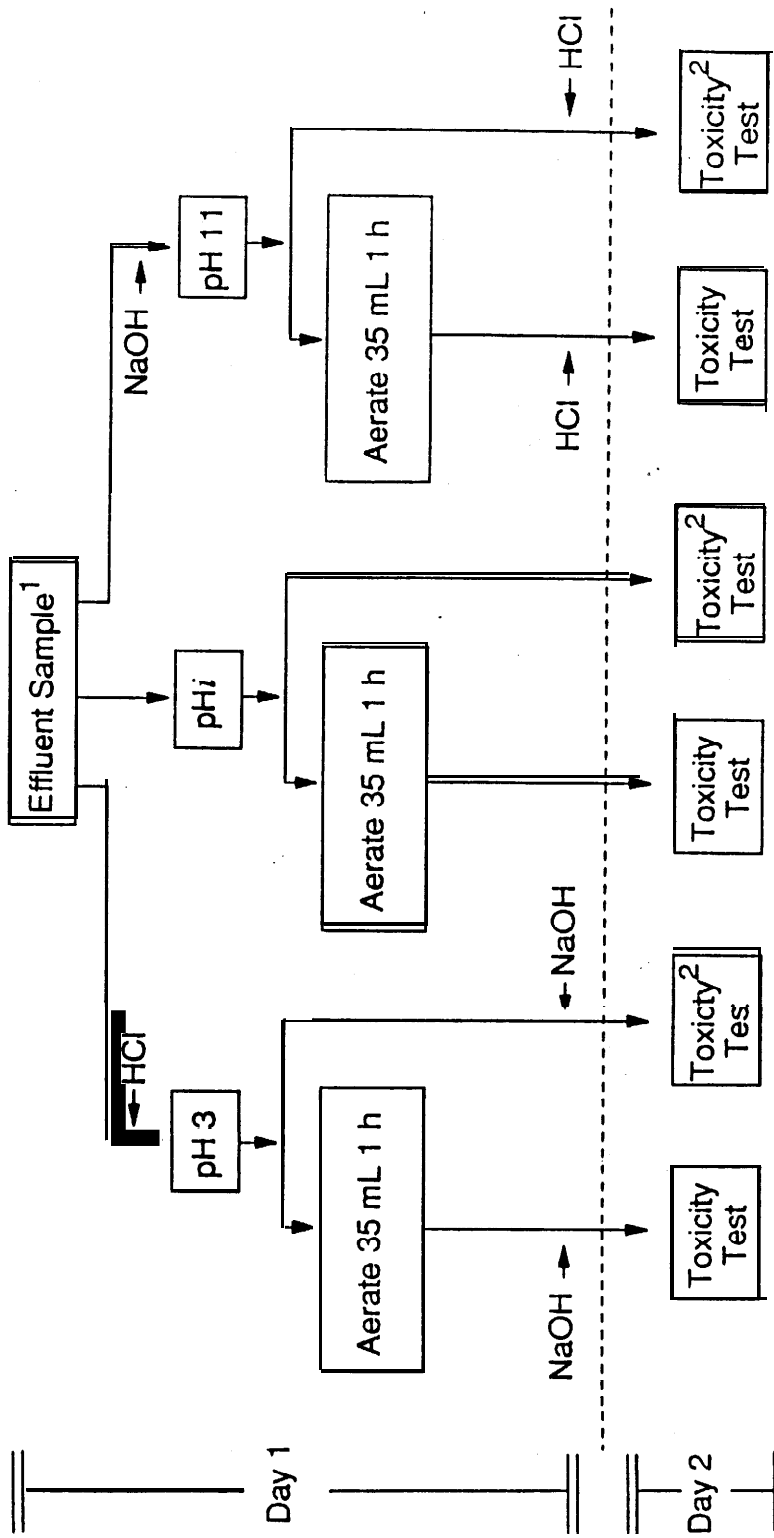 Effluent Sample¹
HCl
NaOH
pH 3
pHi
pH 11
Aerate 35 mL 1 h
Aerate 35 mL 1 h
Aerate 35 mL 1 h
NaOH
NaOH
HCl
HCl
Day 1
Toxicity
Test
Toxicty²
Tes
Toxicity
Test
Toxicity²
Test
Toxicity
Test
Toxicity²
Test
Day 2